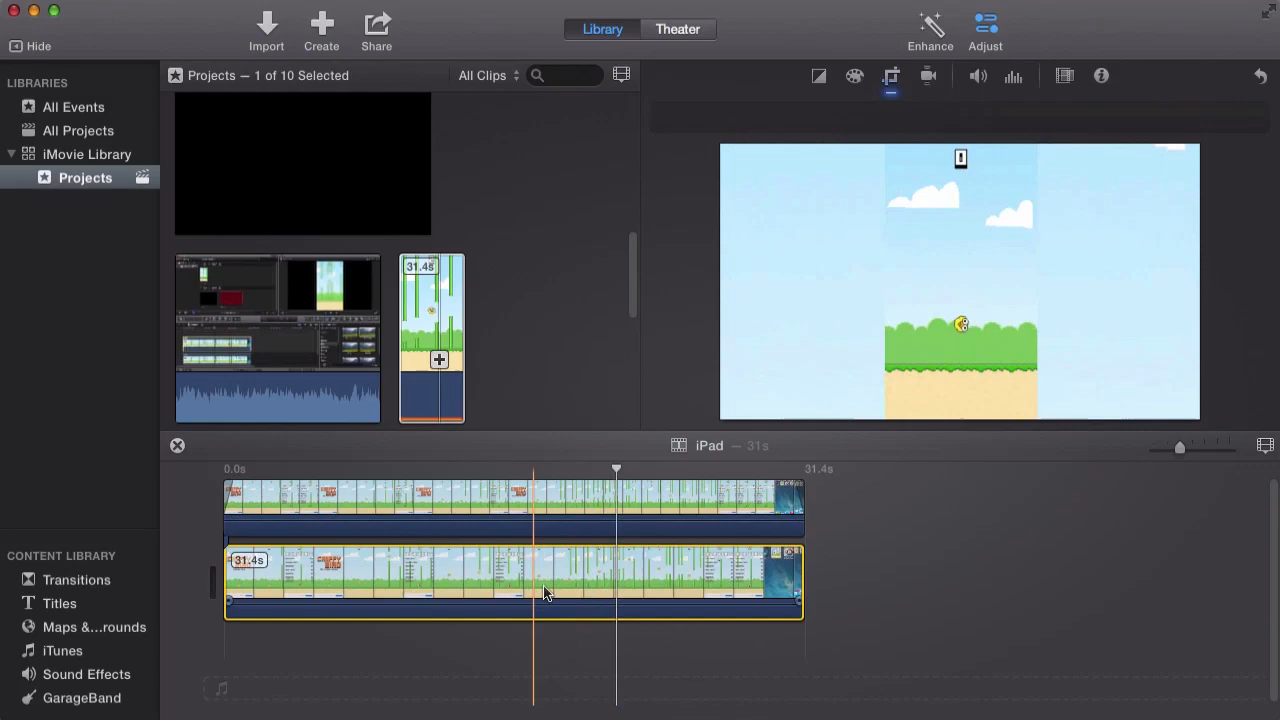 Library
Theater
Hide
Import
Create
Share
Enhance
Adjust
LIBRARIES
All Events
All Projects
iMovie Library
Projects
Projects — 1 of 10 Selected
All Clips
31.4s
iPad — 31s
0.0s
31.4s
31.4s
CONTENT LIBRARY
Transitions
Titles
Maps &...rounds
iTunes
Sound Effects
GarageBand